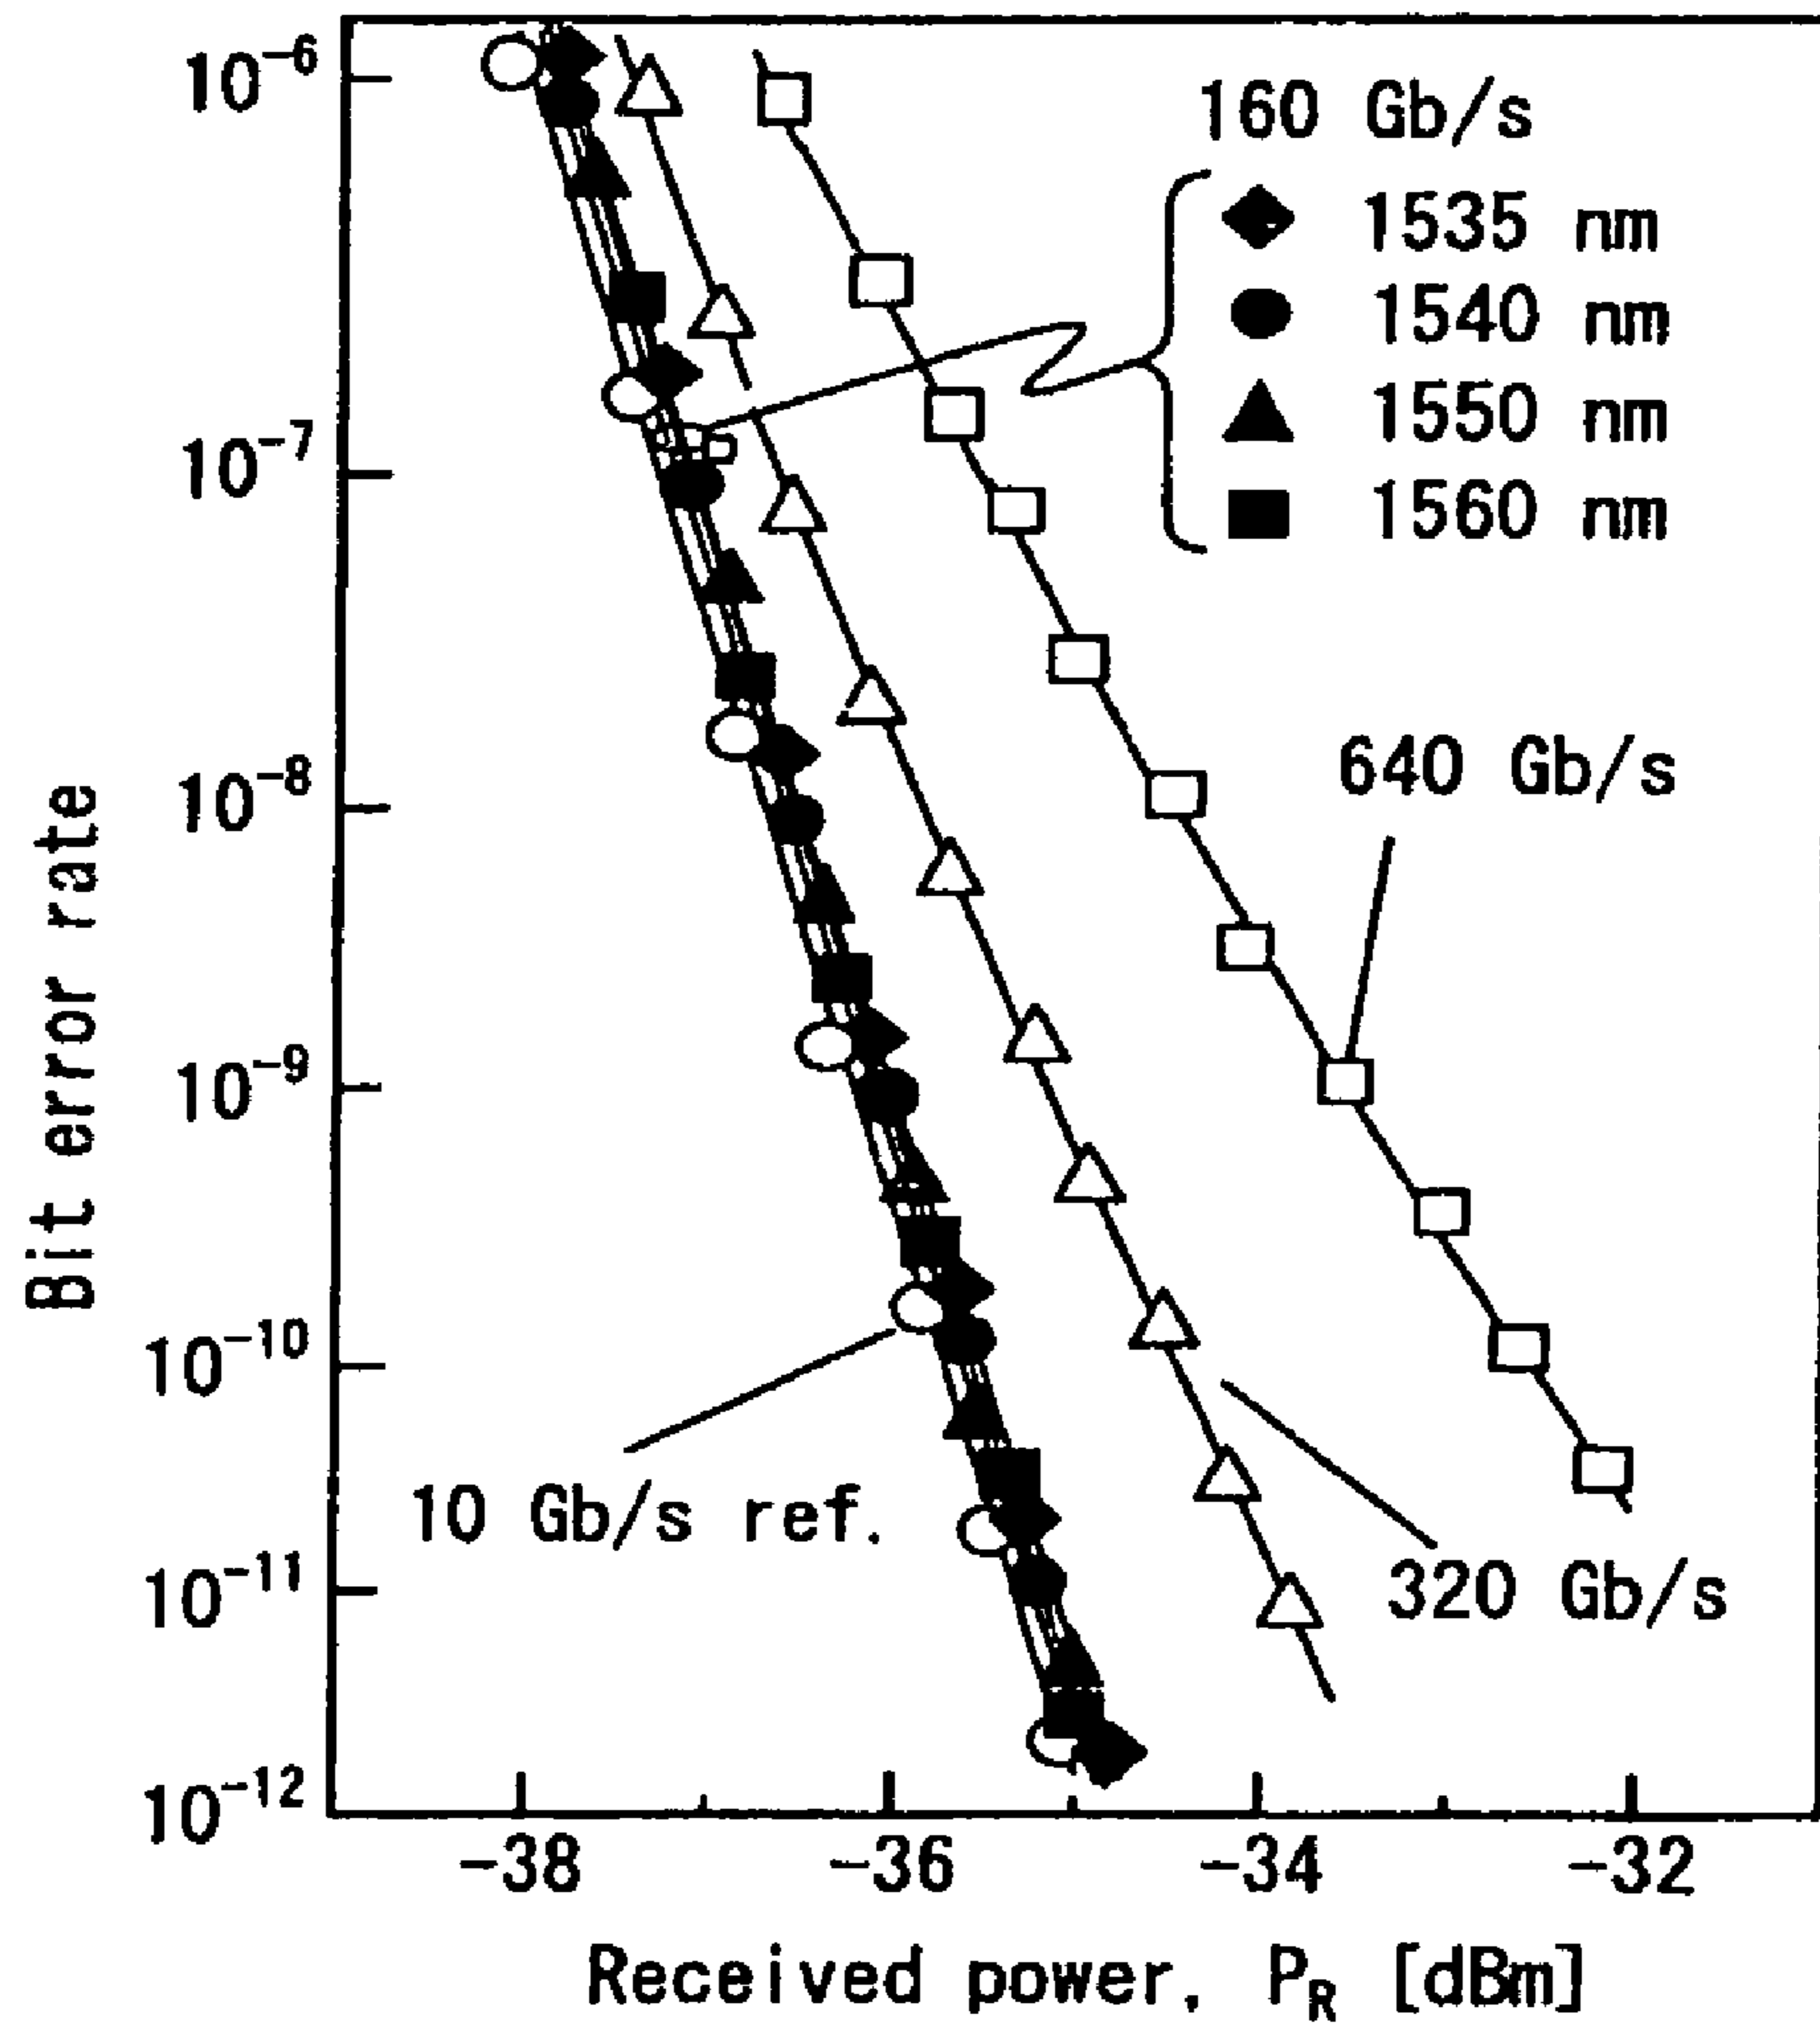 Bit error rate
10⁻⁶
10⁻⁷
10⁻⁸
10⁻⁹
10⁻¹⁰
10⁻¹¹
10⁻¹²
160 Gb/s
1535 nm
1540 nm
1550 nm
1560 nm
640 Gb/s
10 Gb/s ref.
320 Gb/s
-38 -36 -34 -32
Received power, P_R [dBm]